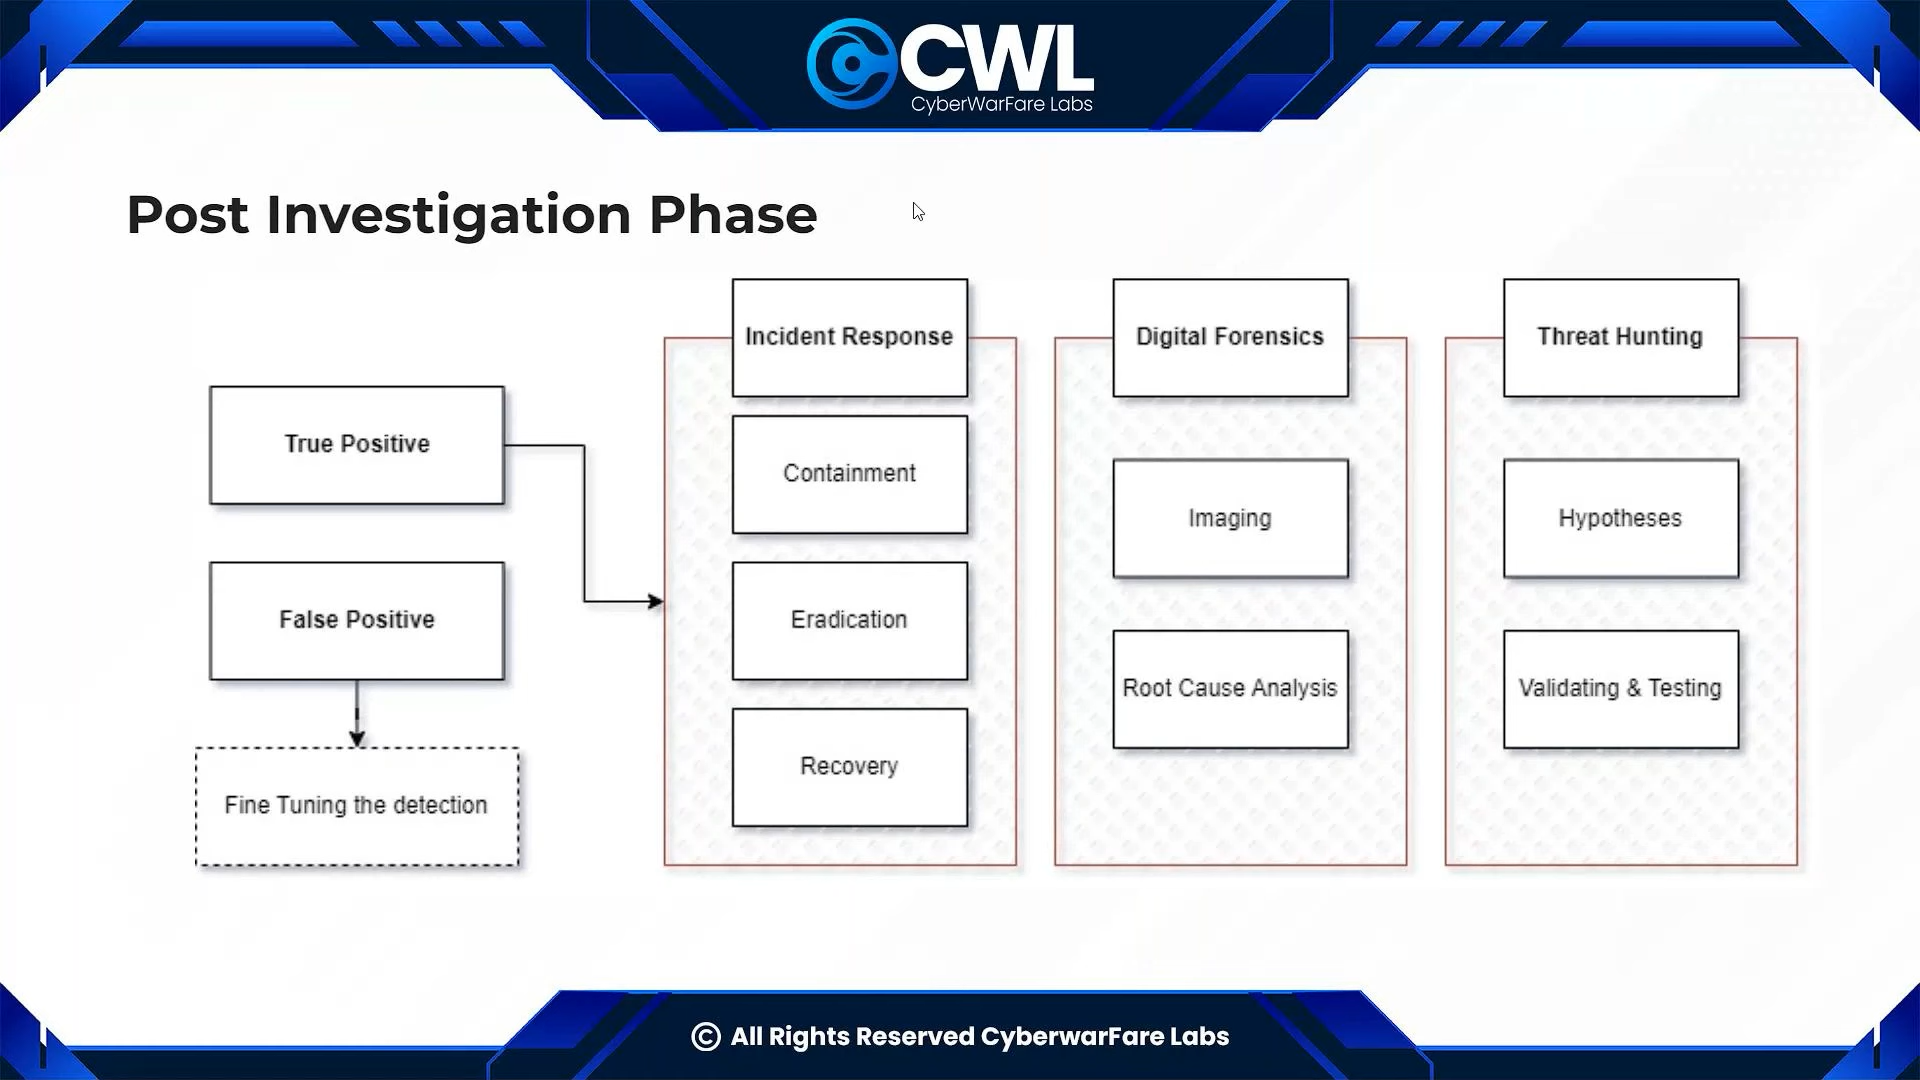 CWL
CyberWarFare Labs
Post Investigation Phase
True Positive
False Positive
Fine Tuning the detection
Incident Response
Containment
Eradication
Recovery
Digital Forensics
Imaging
Root Cause Analysis
Threat Hunting
Hypotheses
Validating & Testing
© All Rights Reserved CyberwarFare Labs